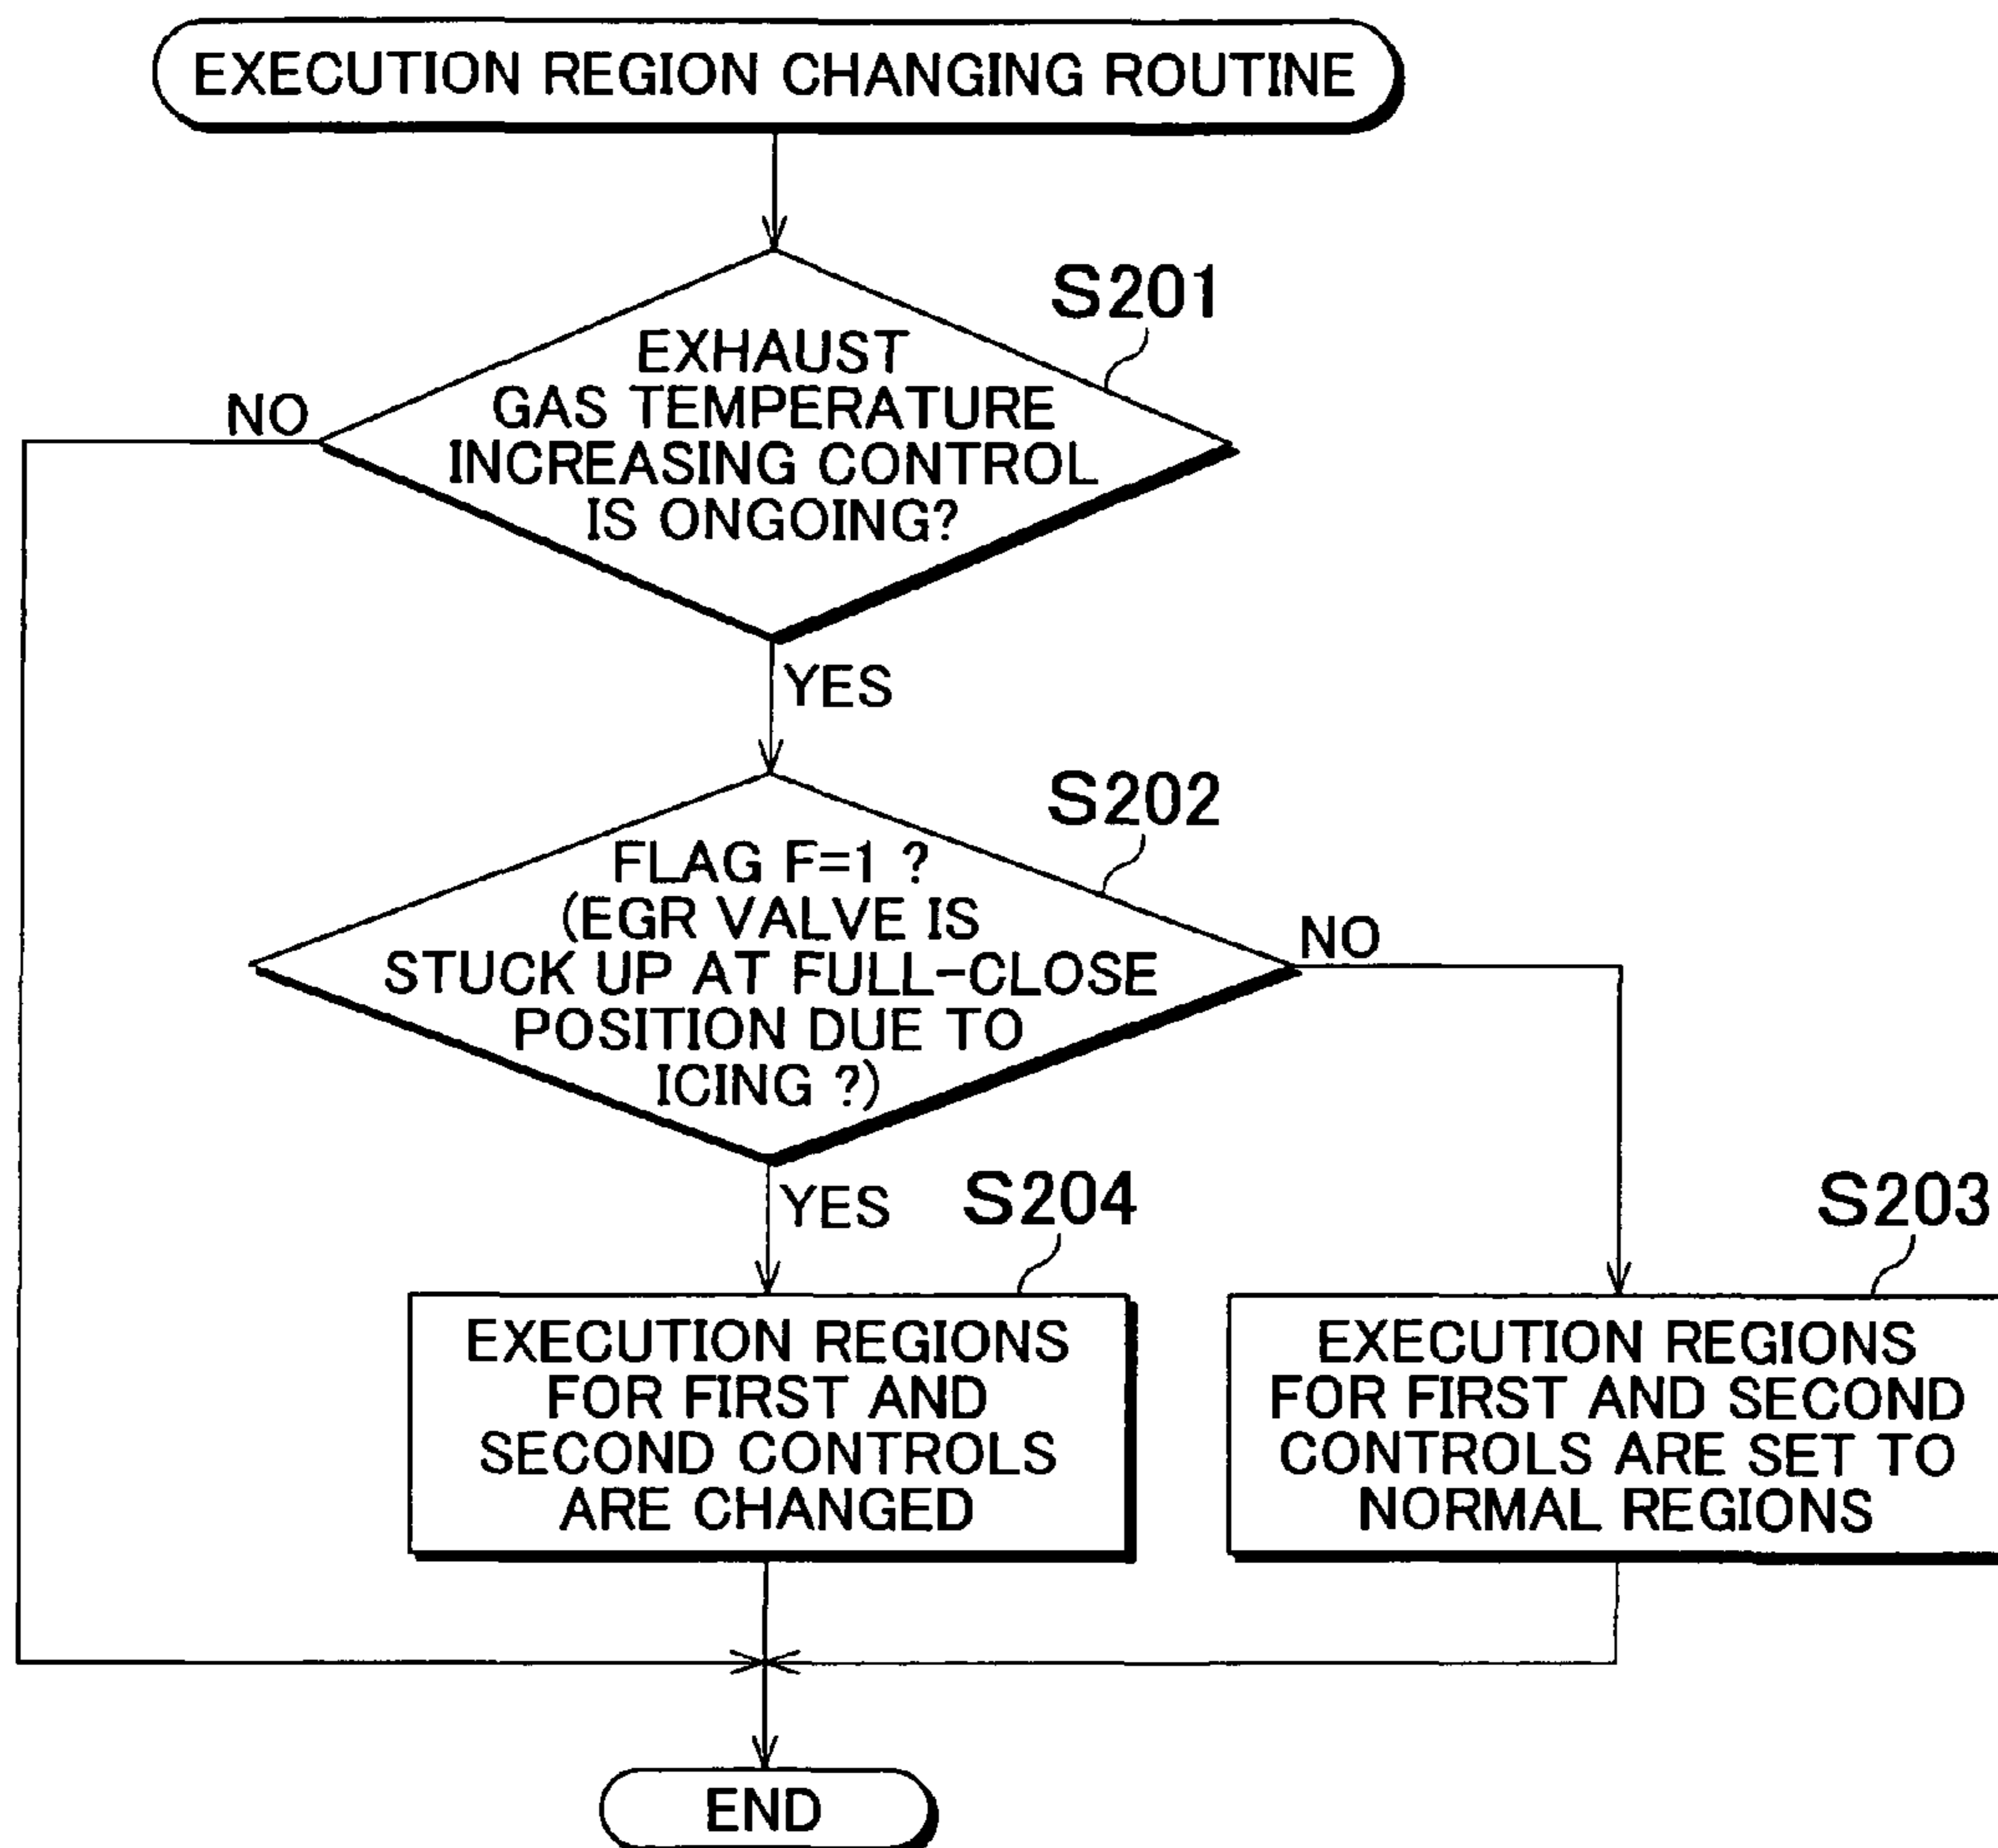 EXECUTION REGION CHANGING ROUTINE
S201
EXHAUST
GAS TEMPERATURE
INCREASING CONTROL
IS ONGOING?
NO
YES
S202
FLAG F=1 ?
(EGR VALVE IS
STUCK UP AT FULL-CLOSE
POSITION DUE TO
ICING ?)
NO
YES
S204
S203
EXECUTION REGIONS
FOR FIRST AND
SECOND CONTROLS
ARE CHANGED
EXECUTION REGIONS
FOR FIRST AND SECOND
CONTROLS ARE SET TO
NORMAL REGIONS
END